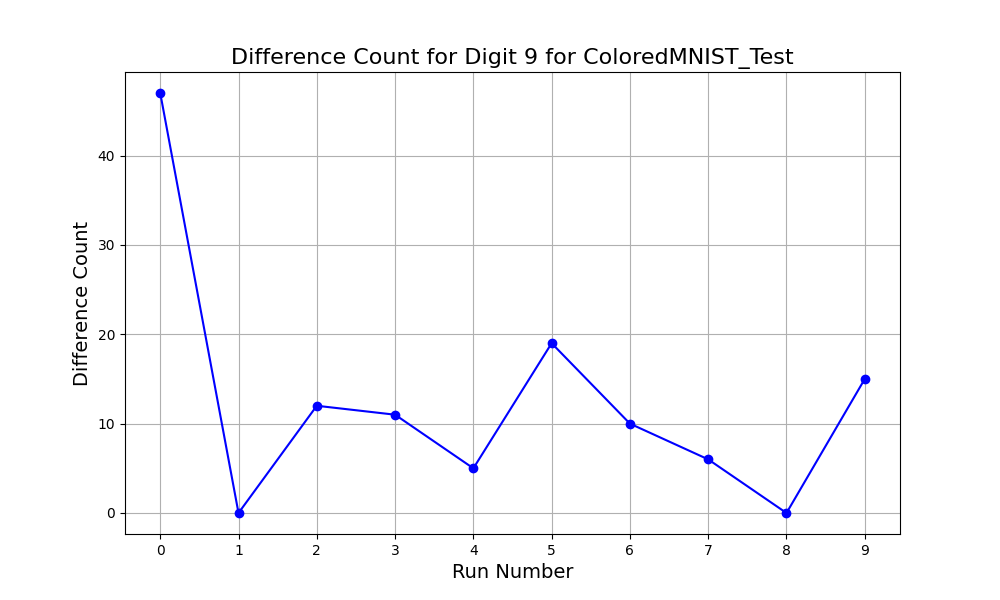 Difference Count for Digit 9 for ColoredMNIST_Test
Difference Count
40
30
20
10
0
0 1 2 3 4 5 6 7 8 9
Run Number